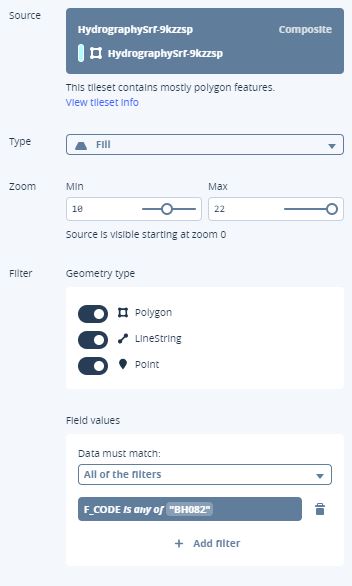 Source
HydrographySrf-9kzzsp Composite
HydrographySrf-9kzzsp
This tileset contains mostly polygon features.
View tileset info
Type
Fill
Zoom
Min Max
10 22
Source is visible starting at zoom 0
Filter
Geometry type
Polygon
LineString
Point
Field values
Data must match:
All of the filters
F_CODE is any of "BH082"
+ Add filter